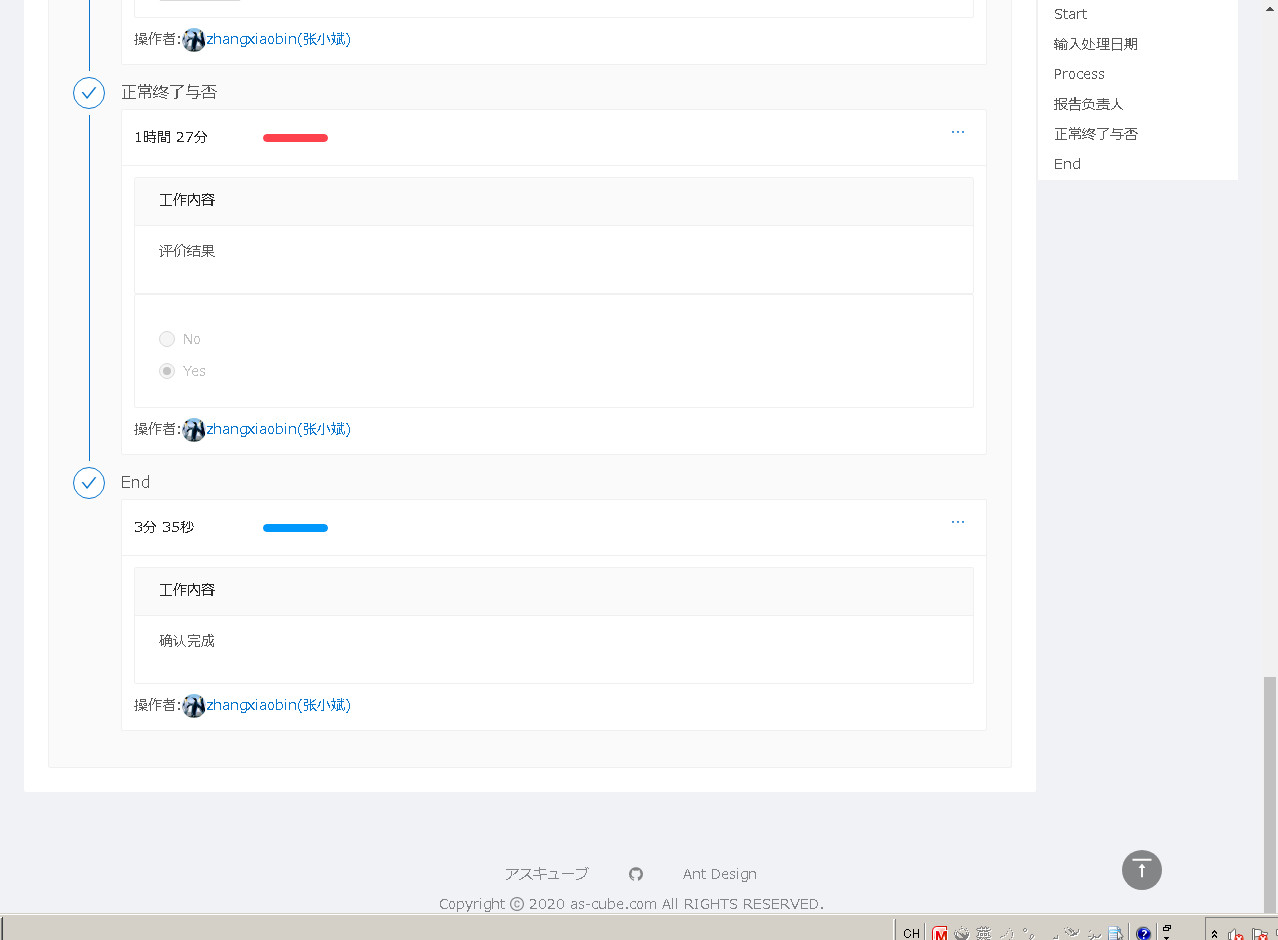 操作者:zhangxiaobin(张小斌)
正常终了与否
1時間 27分
...
工作内容
评价结果
No
Yes
操作者:zhangxiaobin(张小斌)
End
3分 35秒
...
工作内容
确认完成
操作者:zhangxiaobin(张小斌)
Start
输入处理日期
Process
报告负责人
正常终了与否
End
アスキューブ
Ant Design
Copyright © 2020 as-cube.com All RIGHTS RESERVED.
CH
M
英
?